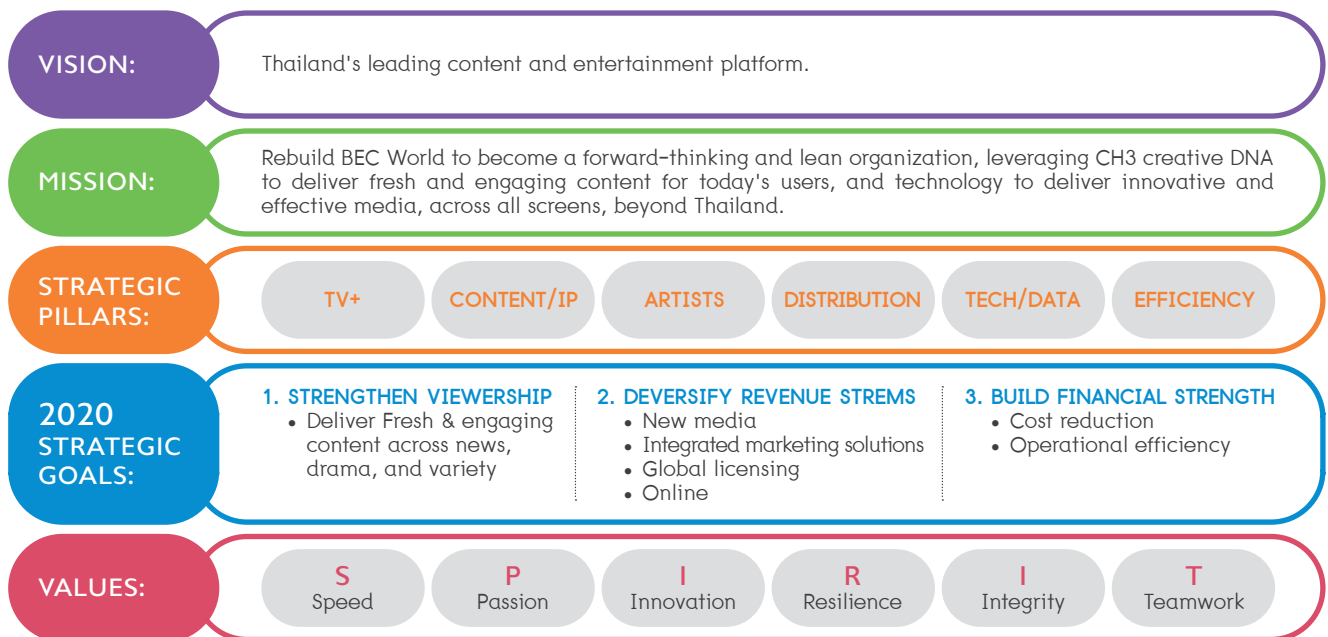 VISION:
Thailand's leading content and entertainment platform.
MISSION:
Rebuild BEC World to become a forward-thinking and lean organization, leveraging CH3 creative DNA
to deliver fresh and engaging content for today's users, and technology to deliver innovative and
effective media, across all screens, beyond Thailand.
STRATEGIC
PILLARS:
TV+
CONTENT/IP
ARTISTS
DISTRIBUTION
TECH/DATA
EFFICIENCY
2020
STRATEGIC
GOALS:
1. STRENGTHEN VIEWERSHIP
• Deliver Fresh & engaging
content across news,
drama, and variety
2. DEVERSIFY REVENUE STREMS
• New media
• Integrated marketing solutions
• Global licensing
• Online
3. BUILD FINANCIAL STRENGTH
• Cost reduction
• Operational efficiency
VALUES:
S
Speed
P
Passion
I
Innovation
R
Resilience
I
Integrity
T
Teamwork